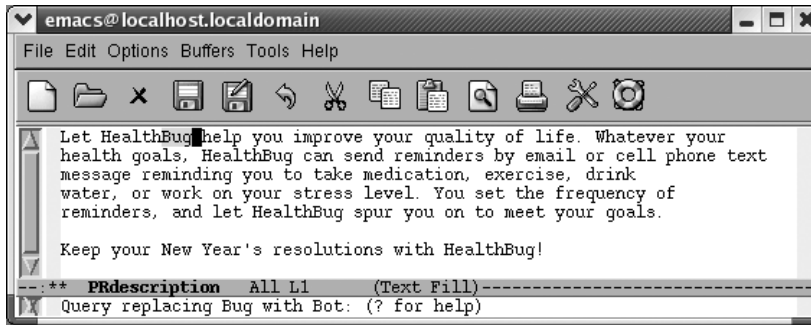 emacs@localhost.localdomain
File Edit Options Buffers Tools Help
Let HealthBug help you improve your quality of life. Whatever your
health goals, HealthBug can send reminders by email or cell phone text
message reminding you to take medication, exercise, drink
water, or work on your stress level. You set the frequency of
reminders, and let HealthBug spur you on to meet your goals.
Keep your New Year's resolutions with HealthBug!
--:** PRdescription All L1 (Text Fill)----------------------------------
Query replacing Bug with Bot: (? for help)